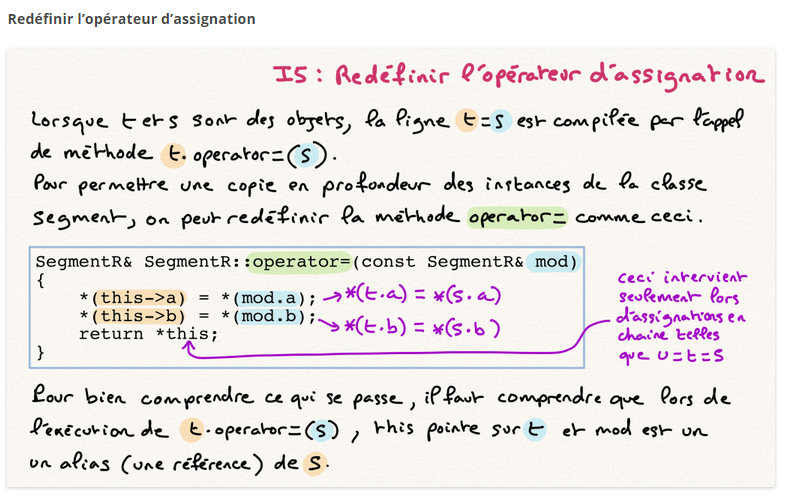 Redéfinir l’opérateur d’assignation
I5 : Redéfinir l'opérateur d'assignation
Lorsque t et s sont des objets, la ligne t=s est compilée par l'appel
de méthode t.operator=(s).
Pour permettre une copie en profondeur des instances de la classe
Segment, on peut redéfinir la méthode operator= comme ceci.
SegmentR& SegmentR::operator=(const SegmentR& mod)
{
*(this->a) = *(mod.a); → *(t.a) = *(s.a)
*(this->b) = *(mod.b); → *(t.b) = *(s.b)
return *this;
}
ceci intervient
seulement lors
d'assignations en
chaîne telles
que u=t=s
Pour bien comprendre ce qui se passe, il faut comprendre que lors de
l'exécution de t.operator=(s), this pointe sur t et mod est un
un alias (une référence) de s.